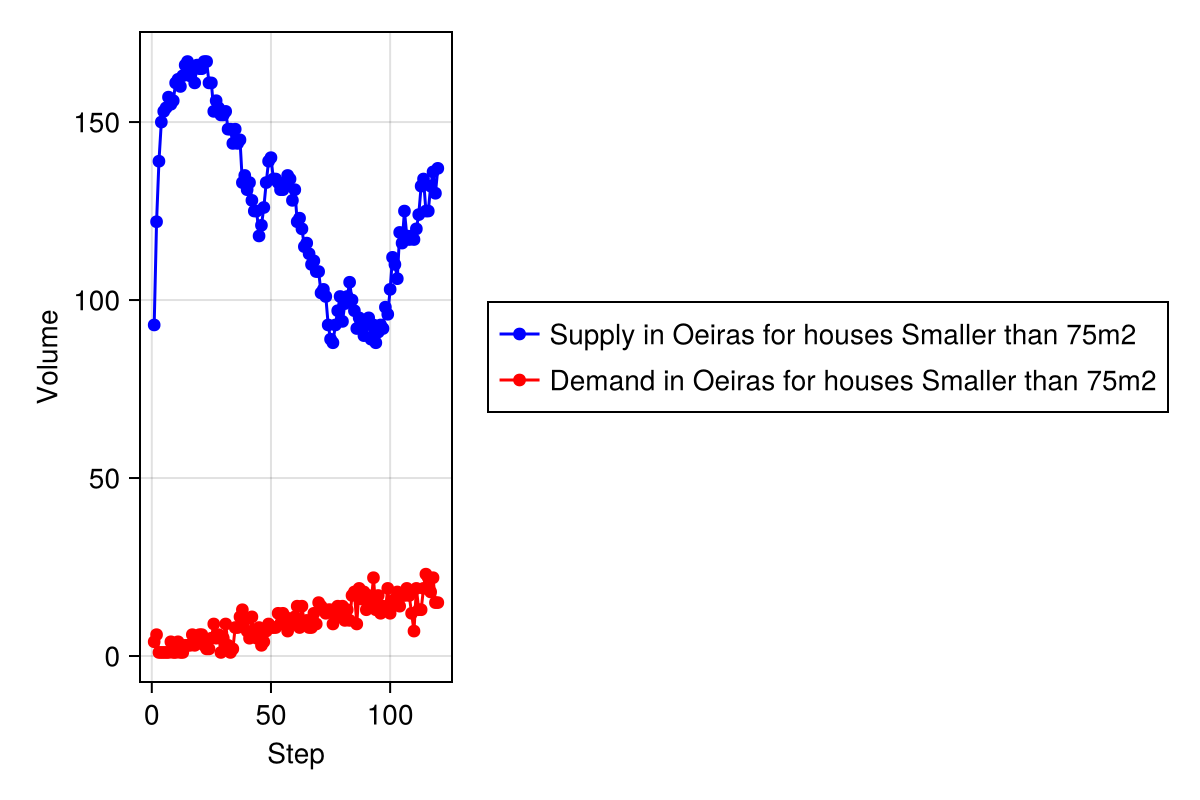 150
100
50
0
Volume
0 50 100
Step
Supply in Oeiras for houses Smaller than 75m2
Demand in Oeiras for houses Smaller than 75m2